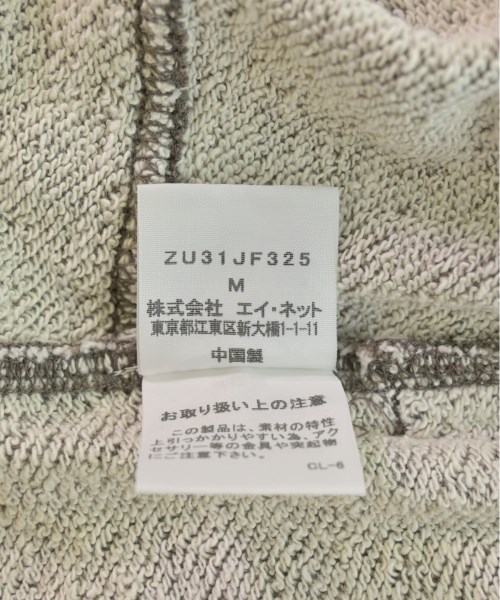 ZU31JF325
M
株式会社 エイ・ネット
東京都江東区新大橋1-1-11
中国製
お取り扱い上の注意
この製品は、素材の特性
上引っかかりやすい為、アク
セサリー等の金具や突起物
にご注意下さい。
CL-6